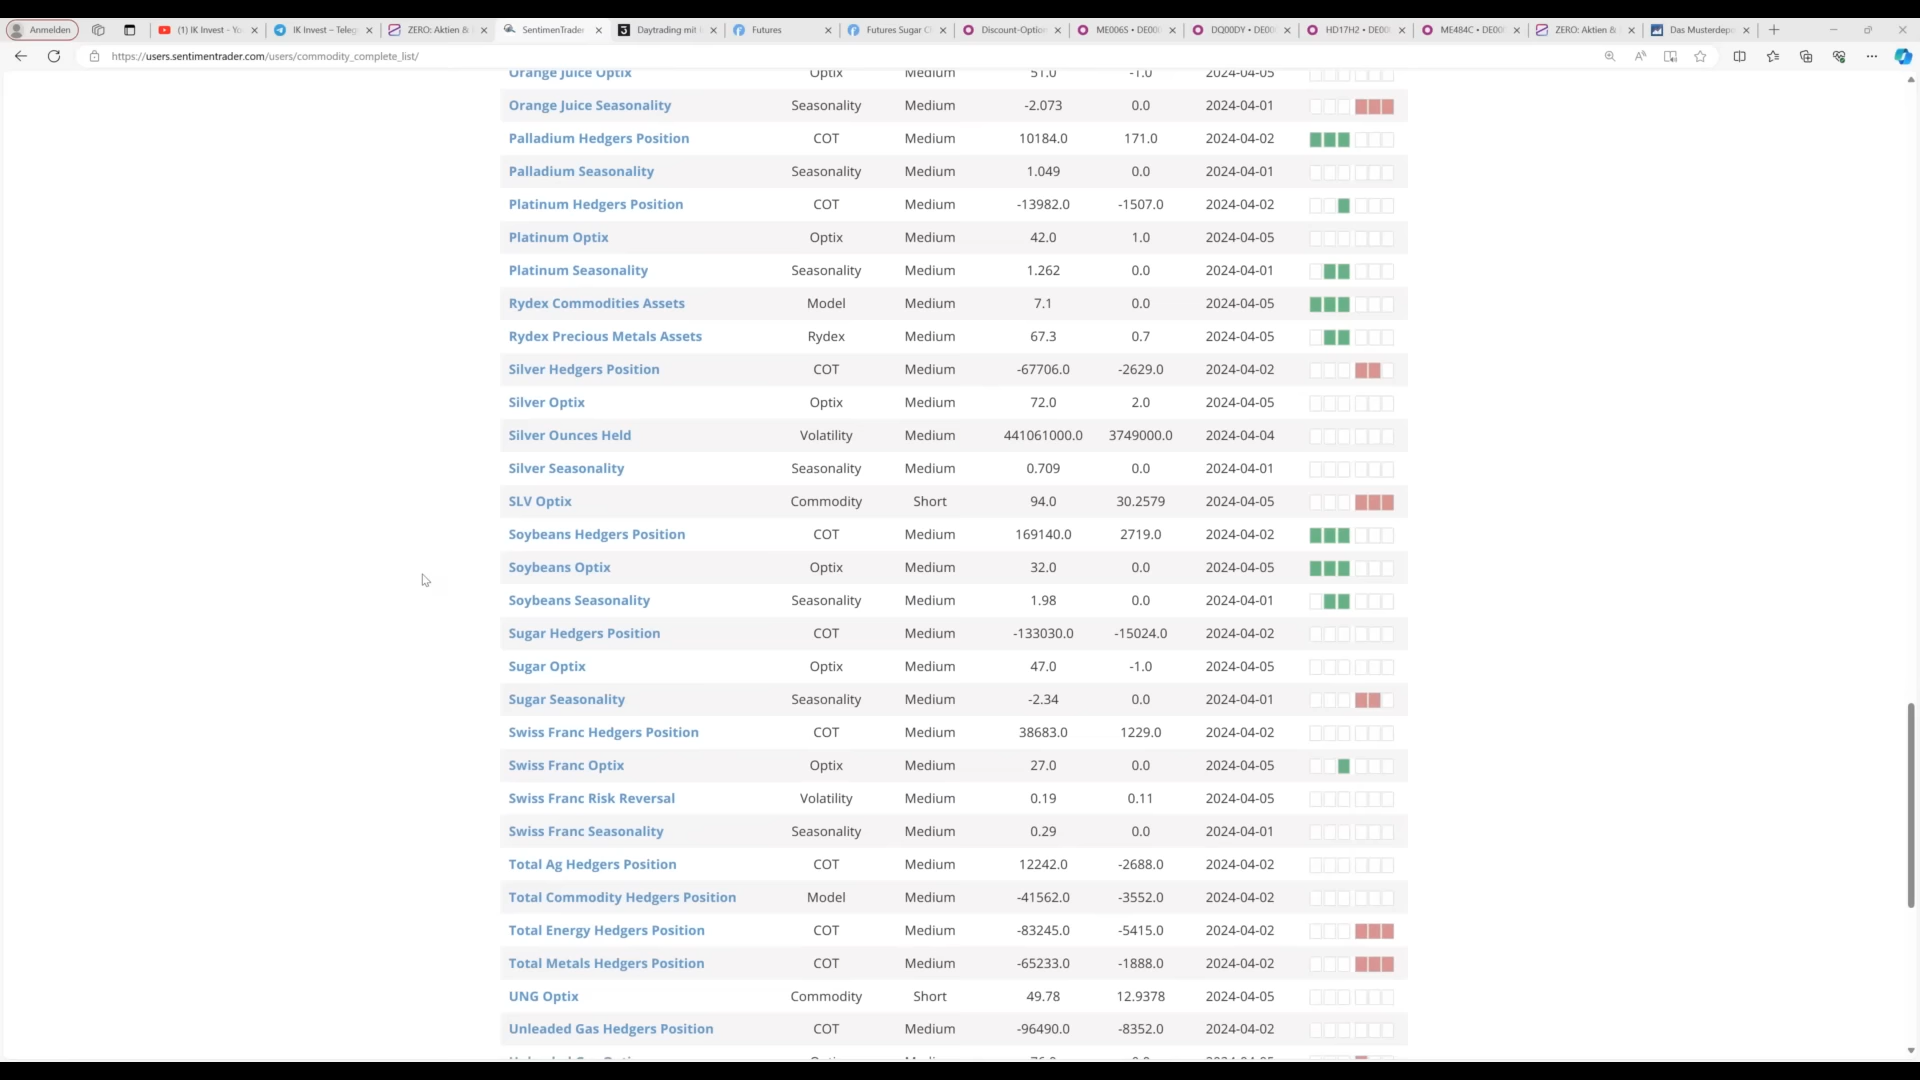 Anmelden (1) IK Invest - Yo IK Invest – Teleg ZERO: Aktien & SentimenTrader Daytrading mit Futures Futures Sugar C Discount-Option ME006S • DE00 DQ00DY • DE00 HD17H2 • DE00 ME484C • DE00 ZERO: Aktien & Das Musterdep
https://users.sentimentrader.com/users/commodity_complete_list/
Orange Juice Optix Optix Medium 51.0 -1.0 2024-04-05
Orange Juice Seasonality Seasonality Medium -2.073 0.0 2024-04-01
Palladium Hedgers Position COT Medium 10184.0 171.0 2024-04-02
Palladium Seasonality Seasonality Medium 1.049 0.0 2024-04-01
Platinum Hedgers Position COT Medium -13982.0 -1507.0 2024-04-02
Platinum Optix Optix Medium 42.0 1.0 2024-04-05
Platinum Seasonality Seasonality Medium 1.262 0.0 2024-04-01
Rydex Commodities Assets Model Medium 7.1 0.0 2024-04-05
Rydex Precious Metals Assets Rydex Medium 67.3 0.7 2024-04-05
Silver Hedgers Position COT Medium -67706.0 -2629.0 2024-04-02
Silver Optix Optix Medium 72.0 2.0 2024-04-05
Silver Ounces Held Volatility Medium 441061000.0 3749000.0 2024-04-04
Silver Seasonality Seasonality Medium 0.709 0.0 2024-04-01
SLV Optix Commodity Short 94.0 30.2579 2024-04-05
Soybeans Hedgers Position COT Medium 169140.0 2719.0 2024-04-02
Soybeans Optix Optix Medium 32.0 0.0 2024-04-05
Soybeans Seasonality Seasonality Medium 1.98 0.0 2024-04-01
Sugar Hedgers Position COT Medium -133030.0 -15024.0 2024-04-02
Sugar Optix Optix Medium 47.0 -1.0 2024-04-05
Sugar Seasonality Seasonality Medium -2.34 0.0 2024-04-01
Swiss Franc Hedgers Position COT Medium 38683.0 1229.0 2024-04-02
Swiss Franc Optix Optix Medium 27.0 0.0 2024-04-05
Swiss Franc Risk Reversal Volatility Medium 0.19 0.11 2024-04-05
Swiss Franc Seasonality Seasonality Medium 0.29 0.0 2024-04-01
Total Ag Hedgers Position COT Medium 12242.0 -2688.0 2024-04-02
Total Commodity Hedgers Position Model Medium -41562.0 -3552.0 2024-04-02
Total Energy Hedgers Position COT Medium -83245.0 -5415.0 2024-04-02
Total Metals Hedgers Position COT Medium -65233.0 -1888.0 2024-04-02
UNG Optix Commodity Short 49.78 12.9378 2024-04-05
Unleaded Gas Hedgers Position COT Medium -96490.0 -8352.0 2024-04-02